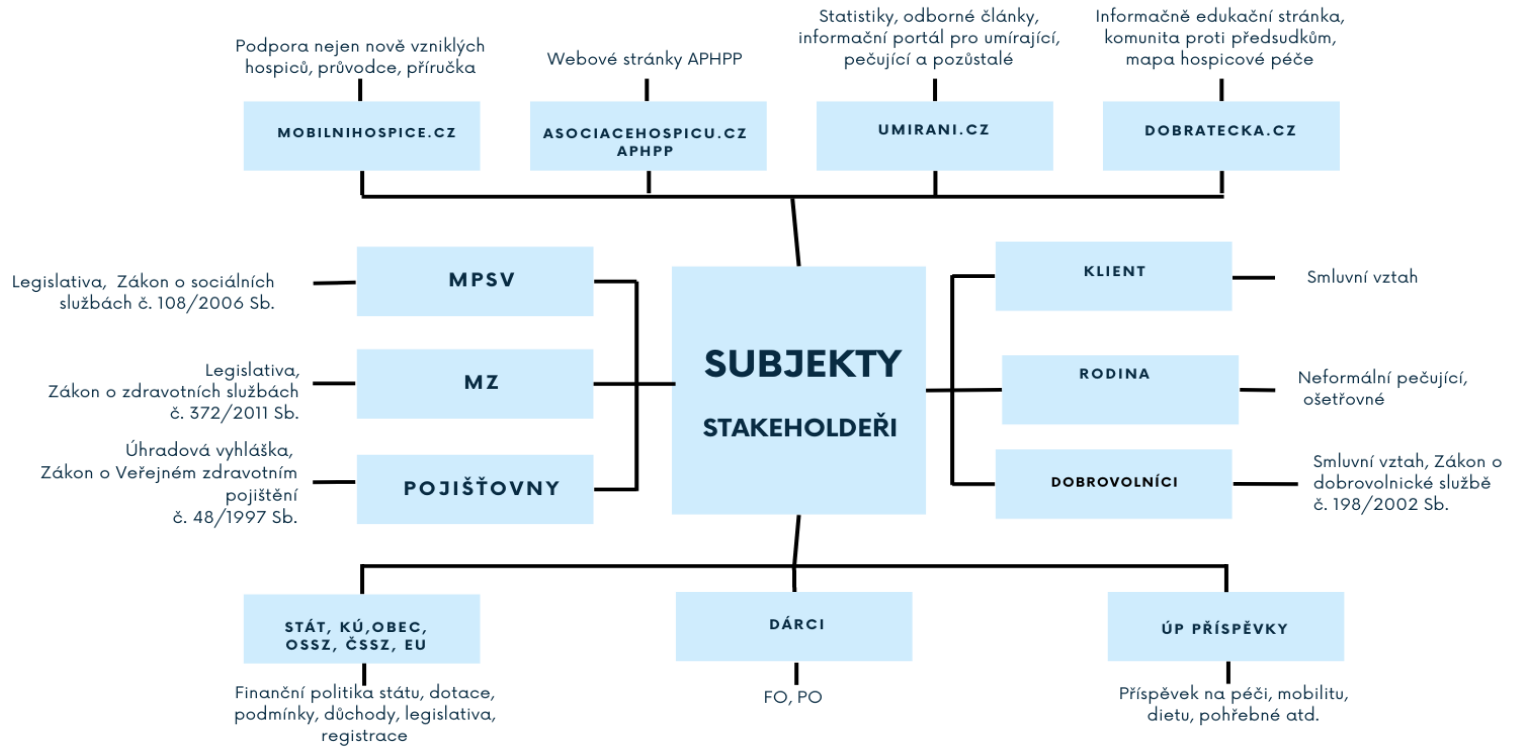 Podpora nejen nově vzniklých
hospiců, průvodce, příručka
Webové stránky APHPP
Statistiky, odborné články,
informační portál pro umírající,
pečující a pozůstalé
Informačně edukační stránka,
komunita proti předsudkům,
mapa hospicové péče
MOBILNIHOSPICE.CZ
ASOCIACEHOSPICU.CZ
APHPP
UMIRANI.CZ
DOBRATECKA.CZ
Legislativa, Zákon o sociálních
službách č. 108/2006 Sb.
MPSV
Legislativa,
Zákon o zdravotních službách
č. 372/2011 Sb.
MZ
Úhradová vyhláška,
Zákon o Veřejném zdravotním
pojištění
č. 48/1997 Sb.
POJIŠŤOVNY
SUBJEKTY
STAKEHOLDEŘI
KLIENT
Smluvní vztah
RODINA
Neformální pečující,
ošetřovné
DOBROVOLNÍCI
Smluvní vztah, Zákon o
dobrovolnické službě
č. 198/2002 Sb.
STÁT, KÚ,OBEC,
OSSZ, ČSSZ, EU
Finanční politika státu, dotace,
podmínky, důchody, legislativa,
registrace
DÁRCI
FO, PO
ÚP PŘÍSPĚVKY
Příspěvek na péči, mobilitu,
dietu, pohřebné atd.